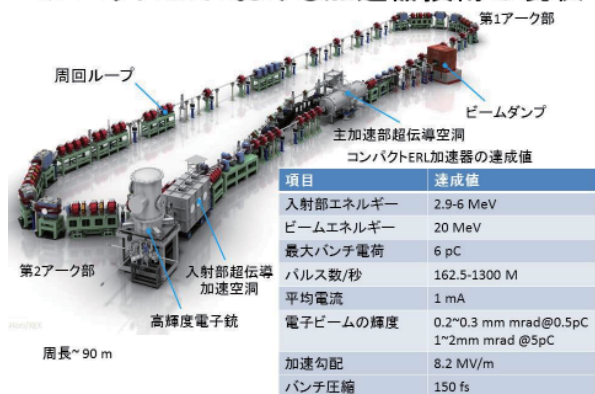 第1アーク部
周回ループ
ビームダンプ
主加速部超伝導空洞
コンパクトERL加速器の達成値
項目 達成値
入射部エネルギー 2.9-6 MeV
ビームエネルギー 20 MeV
最大バンチ電荷 6 pC
パルス数/秒 162.5-1300 M
平均電流 1 mA
電子ビームの輝度 0.2~0.3 mm mrad@0.5pC
1~2mm mrad @5pC
加速勾配 8.2 MV/m
バンチ圧縮 150 fs
第2アーク部
入射部超伝導
加速空洞
高輝度電子銃
周長~ 90 m